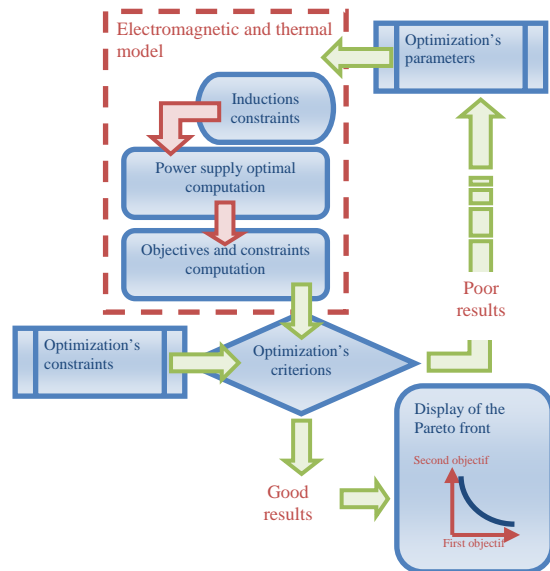 Electromagnetic and thermal
model
Optimization's
parameters
Inductions
constraints
Power supply optimal
computation
Objectives and constraints
computation
Poor
results
Optimization's
constraints
Optimization's
criterions
Display of the
Pareto front
Second objectif
First objectif
Good
results